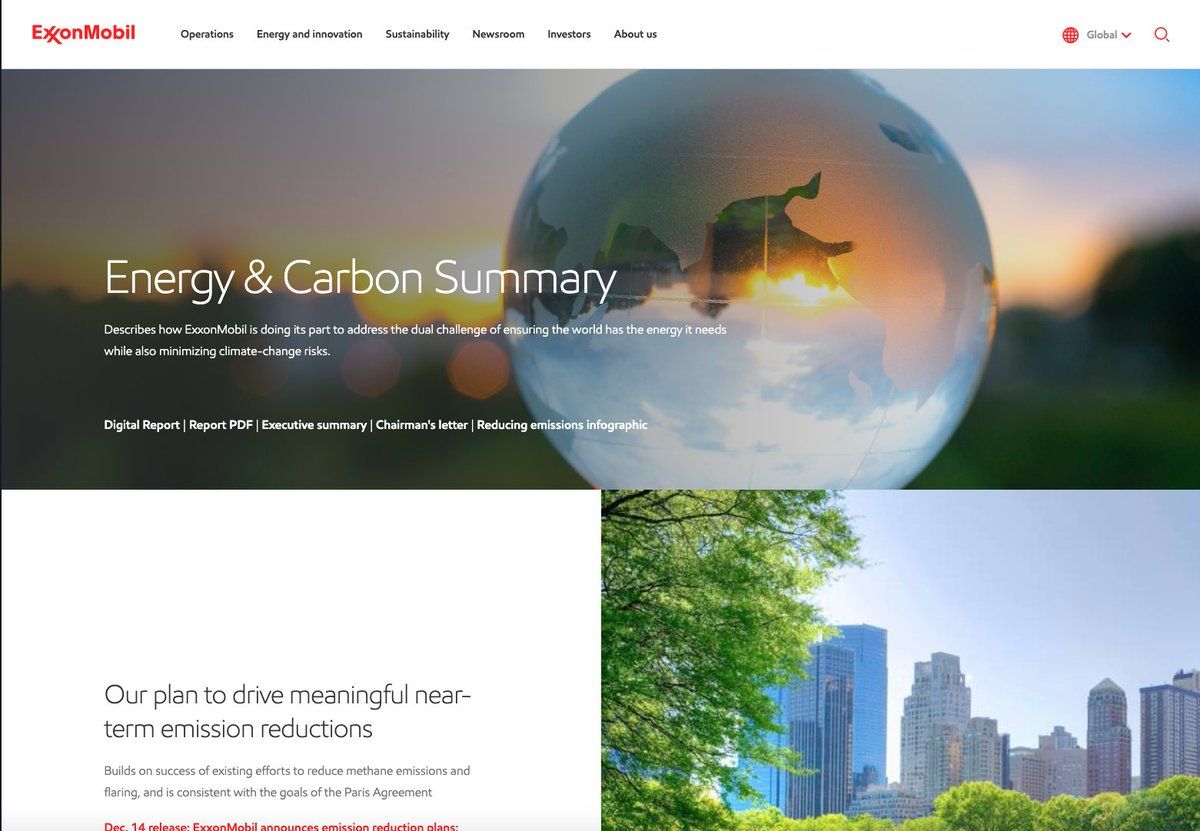 ExxonMobil
Operations Energy and innovation Sustainability Newsroom Investors About us
Global
Energy & Carbon Summary
Describes how ExxonMobil is doing its part to address the dual challenge of ensuring the world has the energy it needs
while also minimizing climate-change risks.
Digital Report | Report PDF | Executive summary | Chairman's letter | Reducing emissions infographic
Our plan to drive meaningful near-
term emission reductions
Builds on success of existing efforts to reduce methane emissions and
flaring, and is consistent with the goals of the Paris Agreement
Dec. 14 release: ExxonMobil announces emission reduction plans;